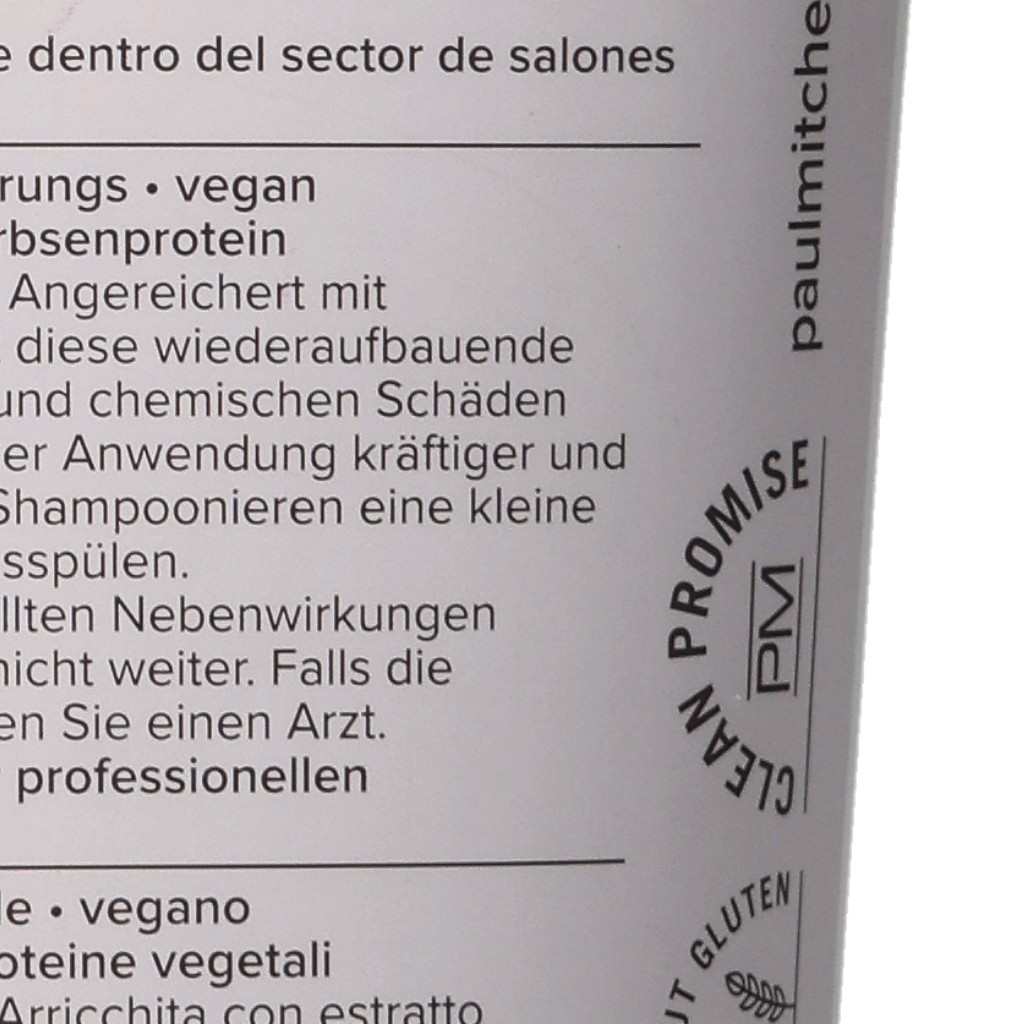 e dentro del sector de salones
rungs • vegan
rbsenprotein
Angereichert mit
diese wiederaufbauende
und chemischen Schäden
er Anwendung kräftiger und
Shampoonieren eine kleine
sspülen.
llten Nebenwirkungen
nicht weiter. Falls die
en Sie einen Arzt.
professionellen
le • vegano
oteine vegetali
Arricchita con estratto
paulmitche
CLEAN PROMISE
PM
UT GLUTEN